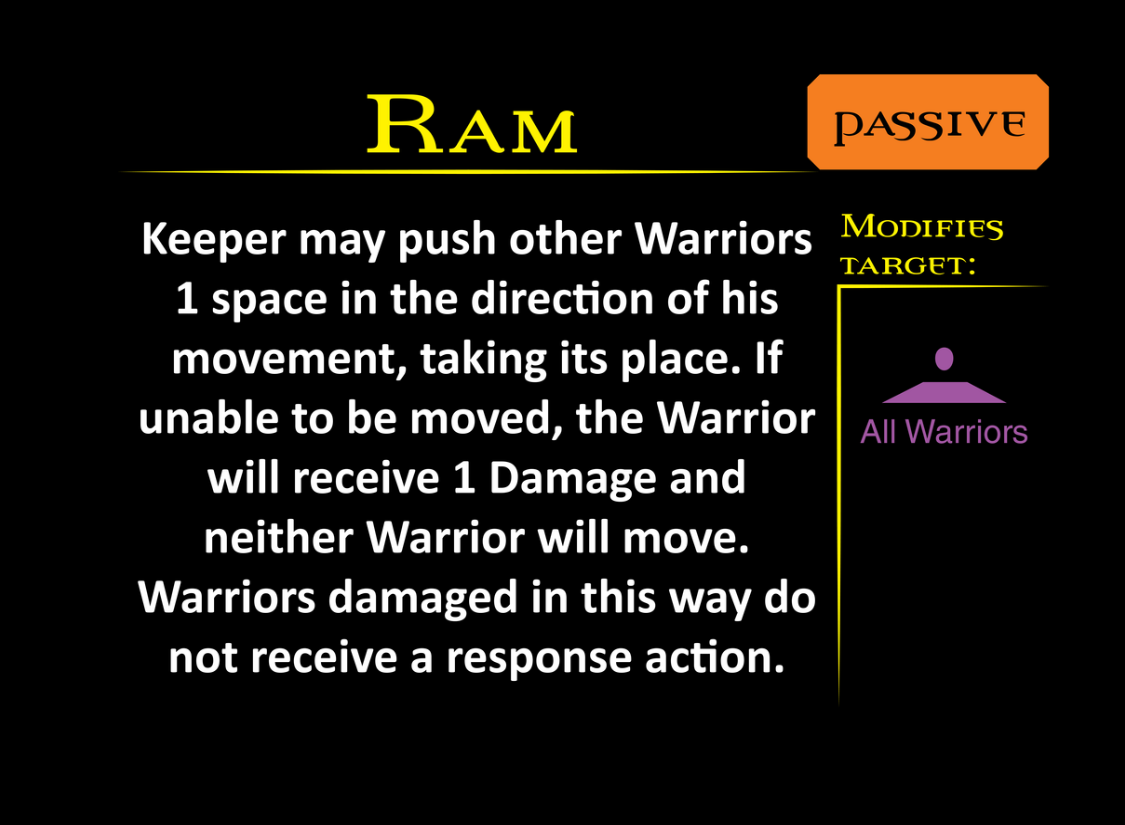 Ram
PASSIVE
Keeper may push other Warriors
1 space in the direction of his
movement, taking its place. If
unable to be moved, the Warrior
will receive 1 Damage and
neither Warrior will move.
Warriors damaged in this way do
not receive a response action.
Modifies
target:
All Warriors